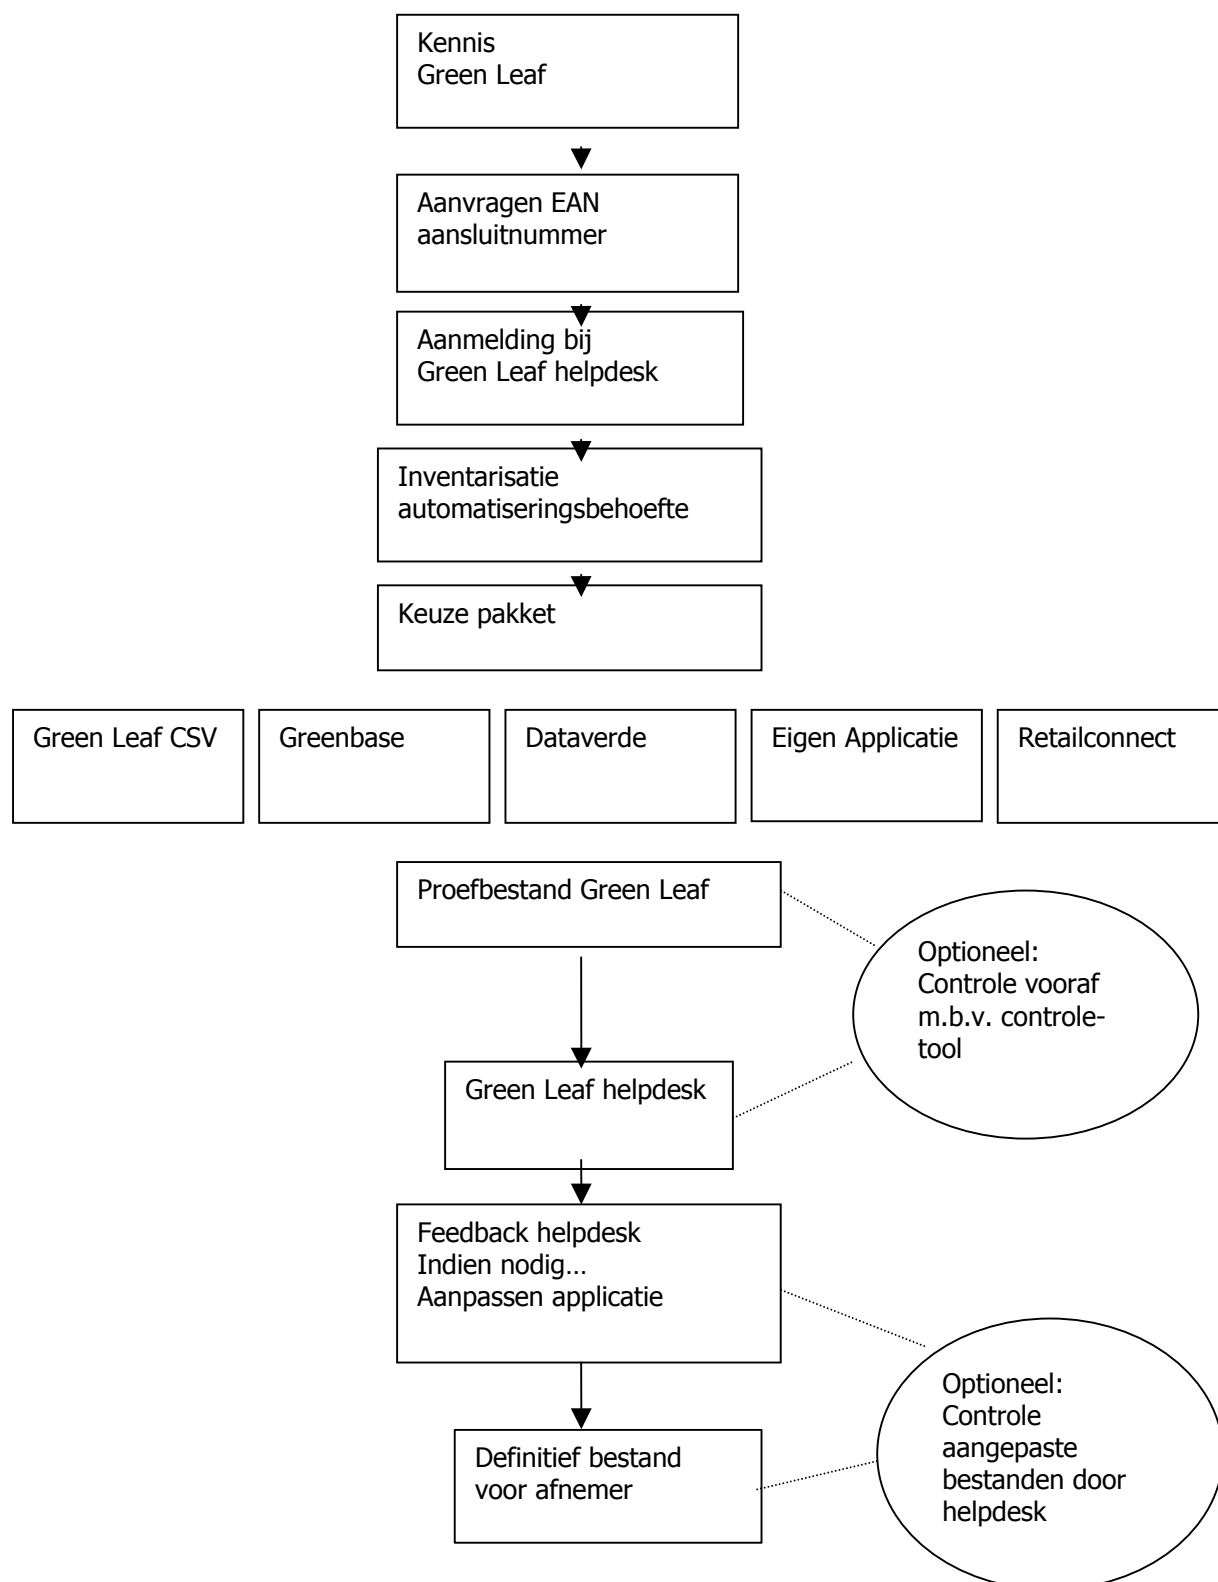 Kennis
Green Leaf
Aanvragen EAN
aansluitnummer
Aanmelding bij
Green Leaf helpdesk
Inventarisatie
automatiseringsbehoefte
Keuze pakket
Green Leaf CSV
Greenbase
Dataverde
Eigen Applicatie
Retailconnect
Proefbestand Green Leaf
Optioneel:
Controle vooraf
m.b.v. controle-
tool
Green Leaf helpdesk
Feedback helpdesk
Indien nodig…
Aanpassen applicatie
Optioneel:
Controle
aangepaste
bestanden door
helpdesk
Definitief bestand
voor afnemer